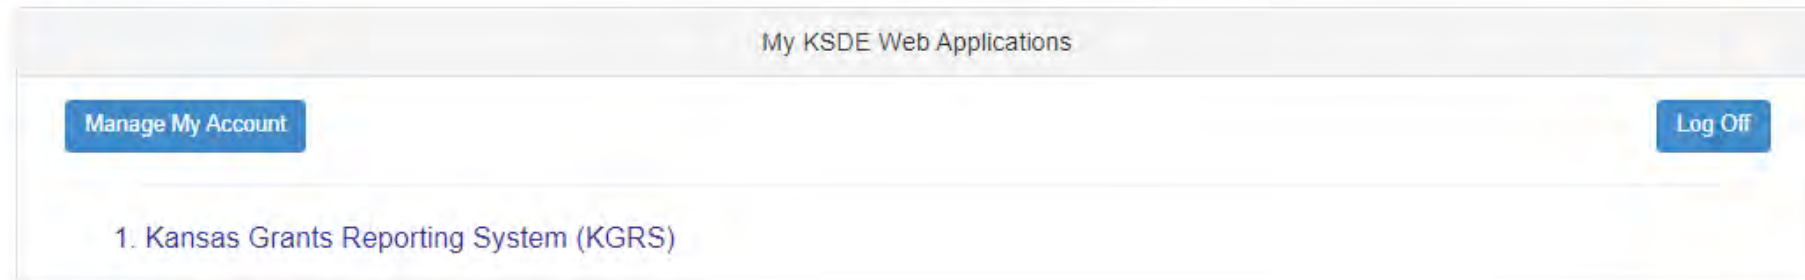 My KSDE Web Applications
Manage My Account
Log Off
1. Kansas Grants Reporting System (KGRS)